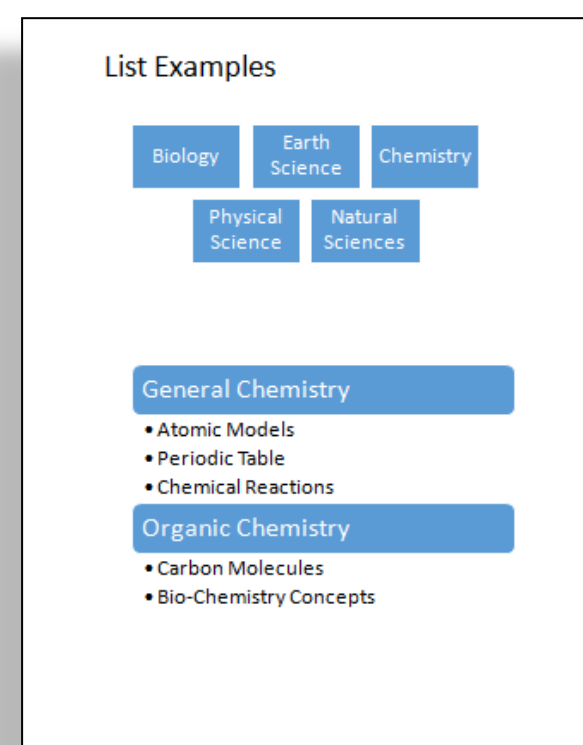 List Examples
Biology
Earth
Science
Chemistry
Physical
Science
Natural
Sciences
General Chemistry
• Atomic Models
• Periodic Table
• Chemical Reactions
Organic Chemistry
• Carbon Molecules
• Bio-Chemistry Concepts